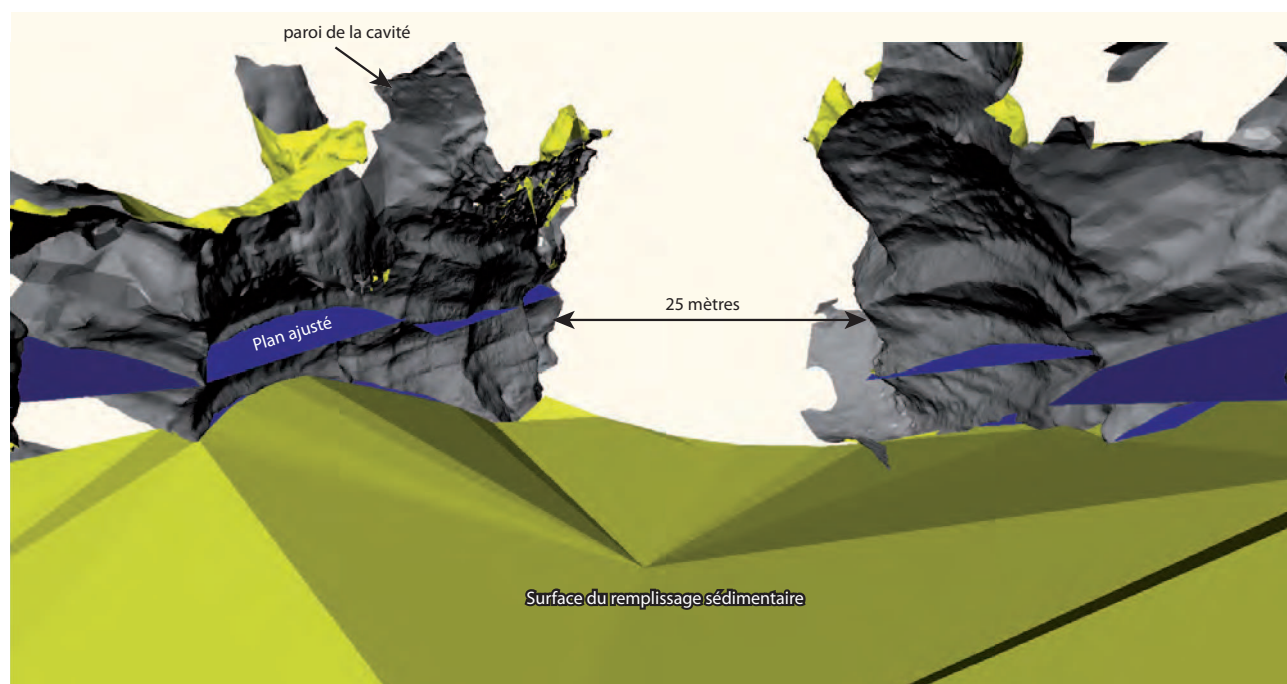 paroi de la cavité
25 mètres
Plan ajusté
Surface du remplissage sédimentaire